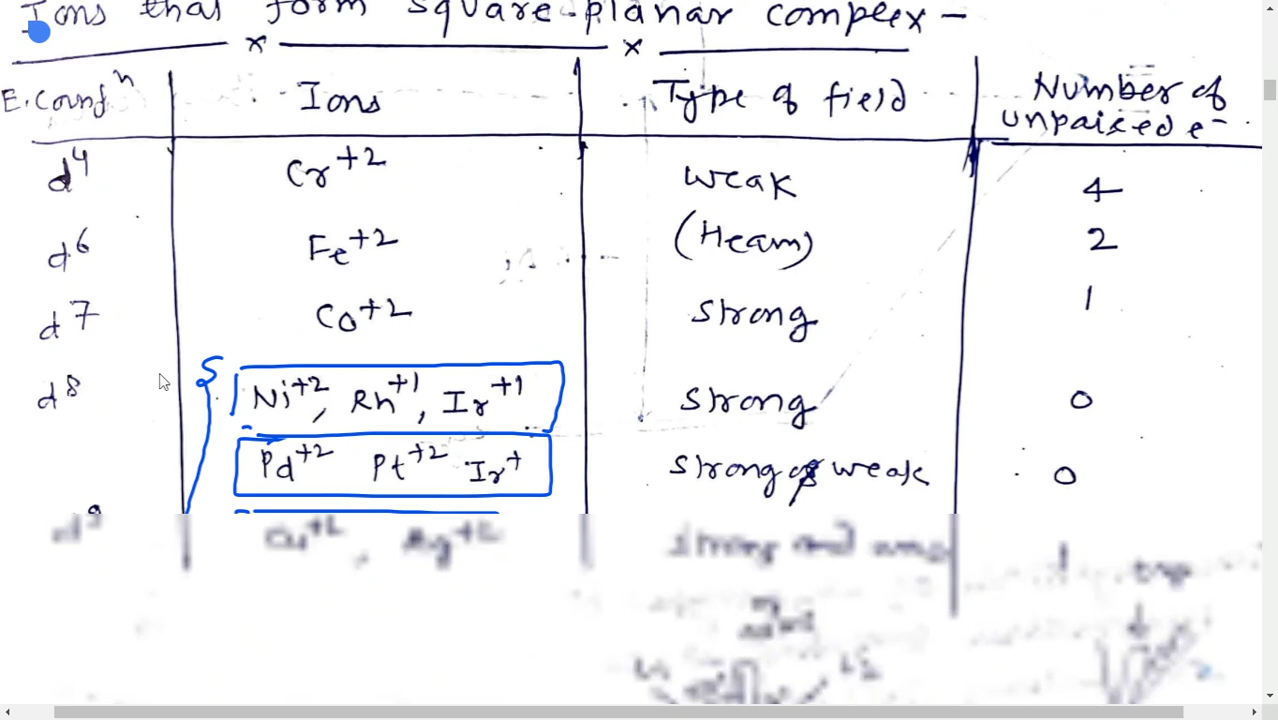 Ions that form square-planar complex-
E. Confⁿ Ions Type of field Number of unpaired e⁻
d⁴ Cr⁺² weak 4
d⁶ Fe⁺² (Heam) 2
d⁷ Co⁺² strong 1
d⁸ Ni⁺², Rh⁺¹, Ir⁺¹ strong 0
Pd⁺² Pt⁺² Ir⁺ strong & weak 0